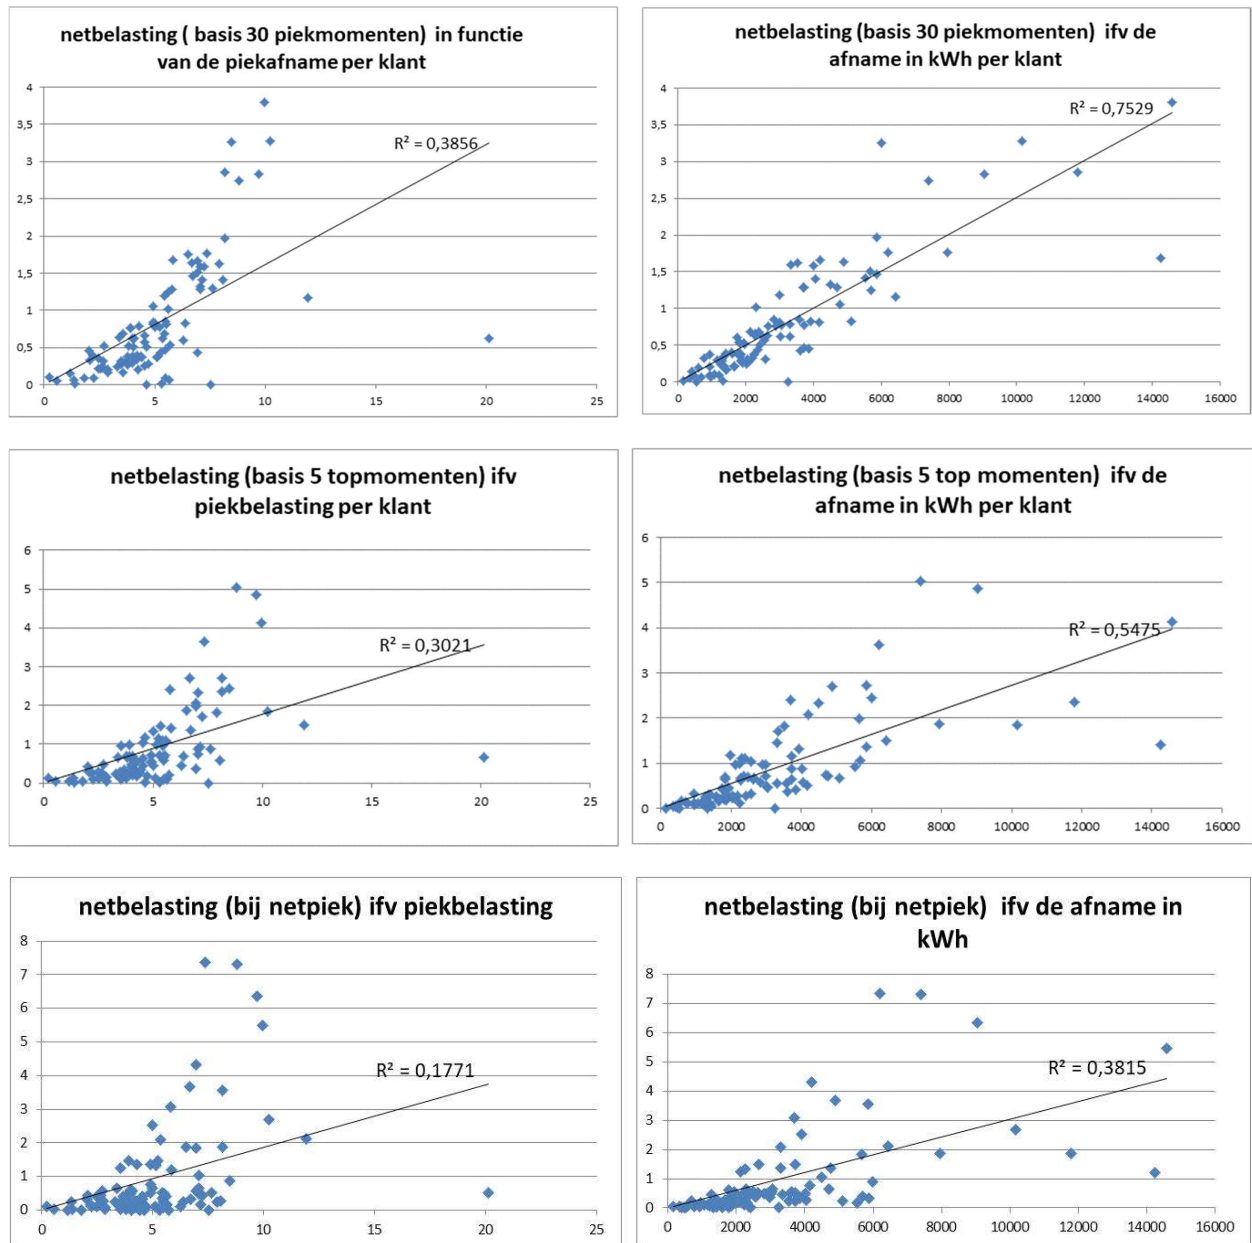 netbelasting ( basis 30 piekmomenten) in functie
van de piekafname per klant
4
3,5
3
2,5
2
1,5
1
0,5
0
R² = 0,3856
0 5 10 15 20 25
netbelasting (basis 30 piekmomenten) ifv de
afname in kWh per klant
4
3,5
3
2,5
2
1,5
1
0,5
0
R² = 0,7529
0 2000 4000 6000 8000 10000 12000 14000 16000
netbelasting (basis 5 topmomenten) ifv
piekbelasting per klant
6
5
4
3
2
1
0
R² = 0,3021
0 5 10 15 20 25
netbelasting (basis 5 top momenten) ifv de
afname in kWh per klant
6
5
4
3
2
1
0
R² = 0,5475
0 2000 4000 6000 8000 10000 12000 14000 16000
netbelasting (bij netpiek) ifv piekbelasting
8
7
6
5
4
3
2
1
0
R² = 0,1771
0 5 10 15 20 25
netbelasting (bij netpiek) ifv de afname in
kWh
8
7
6
5
4
3
2
1
0
R² = 0,3815
0 2000 4000 6000 8000 10000 12000 14000 16000